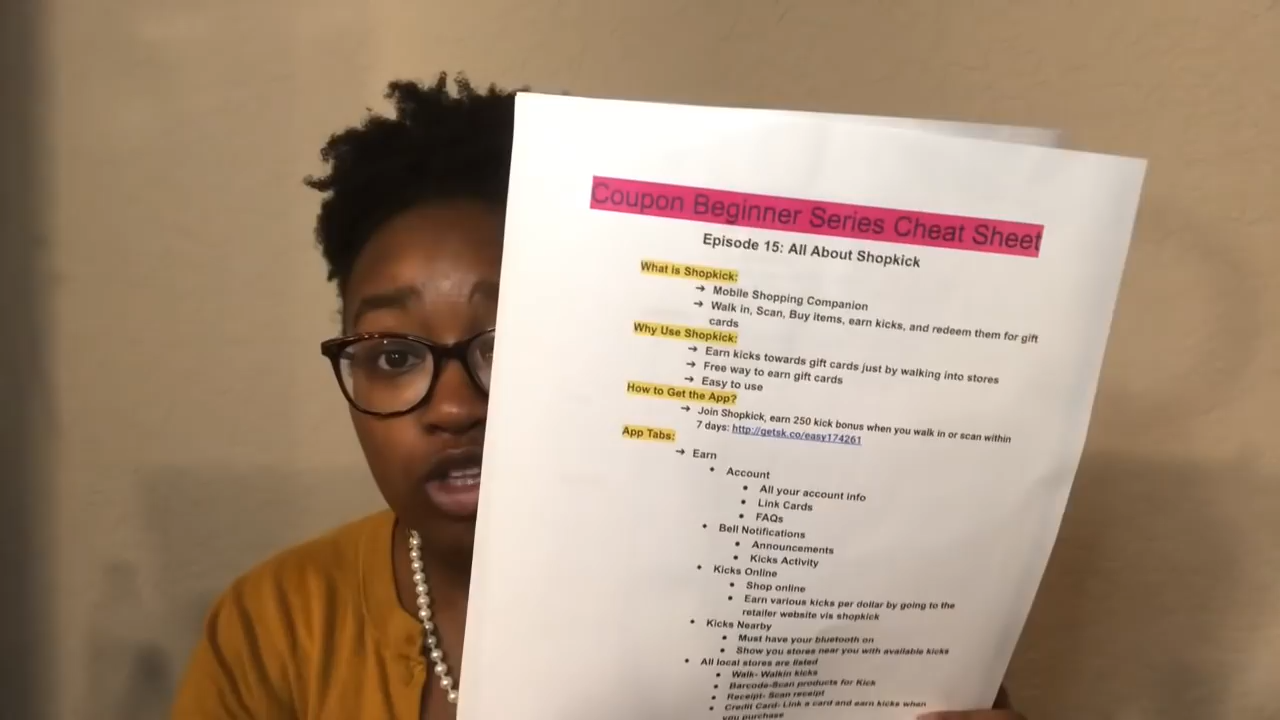 Coupon Beginner Series Cheat Sheet
Episode 15: All About Shopkick
What is Shopkick:
➔ Mobile Shopping Companion
➔ Walk in, Scan, Buy items, earn kicks, and redeem them for gift
cards
Why Use Shopkick:
➔ Earn kicks towards gift cards just by walking into stores
➔ Free way to earn gift cards
➔ Easy to use
How to Get the App?
➔ Join Shopkick, earn 250 kick bonus when you walk in or scan within
7 days: http://getsk.co/easy174261
App Tabs:
➔ Earn
• Account
• All your account info
• Link Cards
• FAQs
• Bell Notifications
• Announcements
• Kicks Activity
• Kicks Online
• Shop online
• Earn various kicks per dollar by going to the
retailer website vis shopkick
• Kicks Nearby
• Must have your bluetooth on
• Show you stores near you with available kicks
• All local stores are listed
• Walk- Walkin kicks
• Barcode-Scan products for Kick
• Receipt- Scan receipt
• Credit Card- Link a card and earn kicks when
you purchase